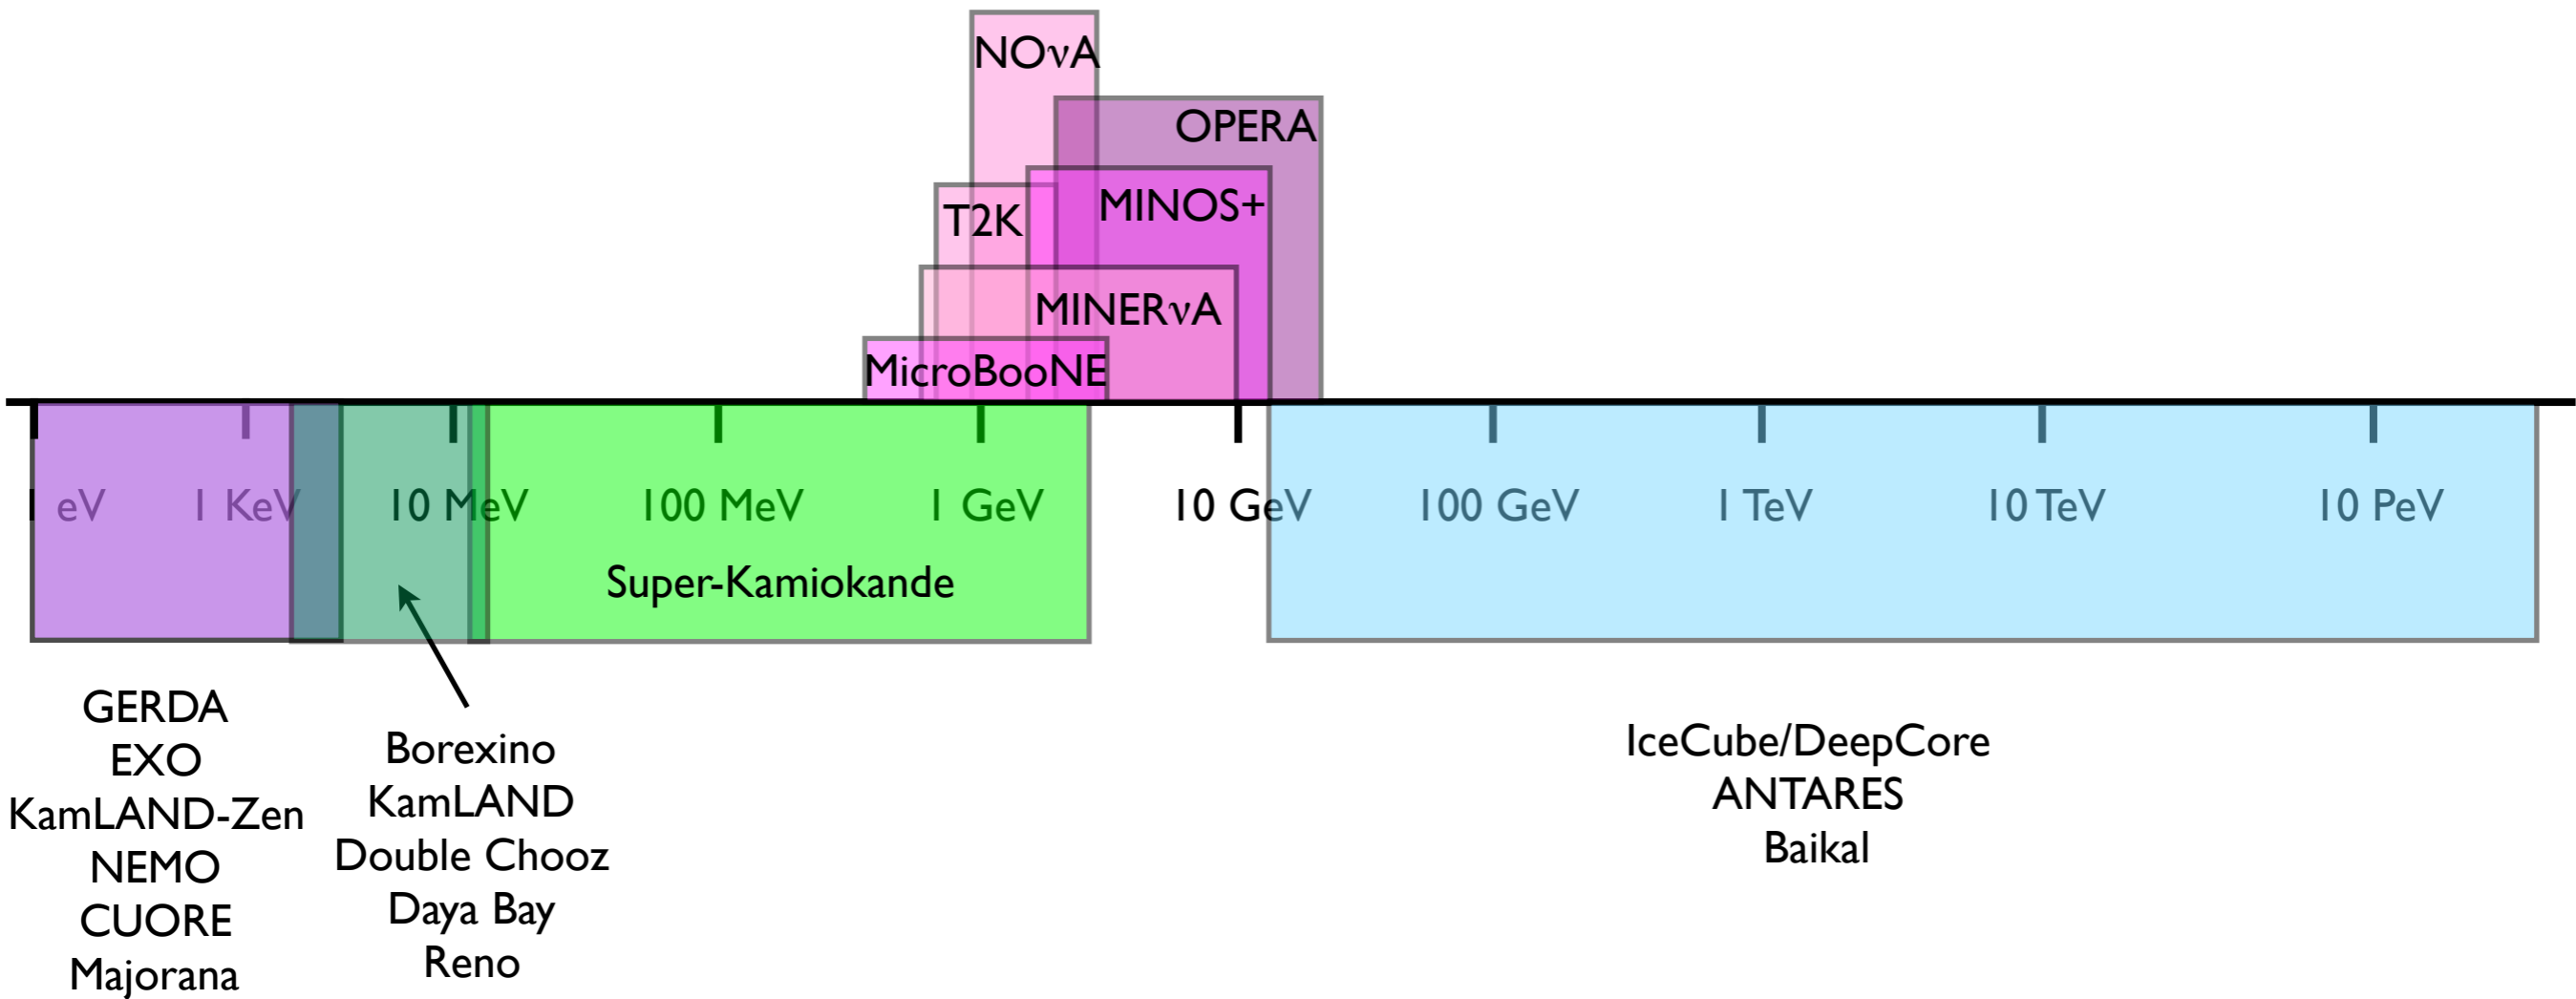 NOνA
OPERA
MINOS+
T2K
MINERνA
MicroBooNE
1 eV
1 KeV
10 MeV
100 MeV
1 GeV
10 GeV
100 GeV
1 TeV
10 TeV
10 PeV
Super-Kamiokande
GERDA
EXO
KamLAND-Zen
NEMO
CUORE
Majorana
Borexino
KamLAND
Double Chooz
Daya Bay
Reno
IceCube/DeepCore
ANTARES
Baikal